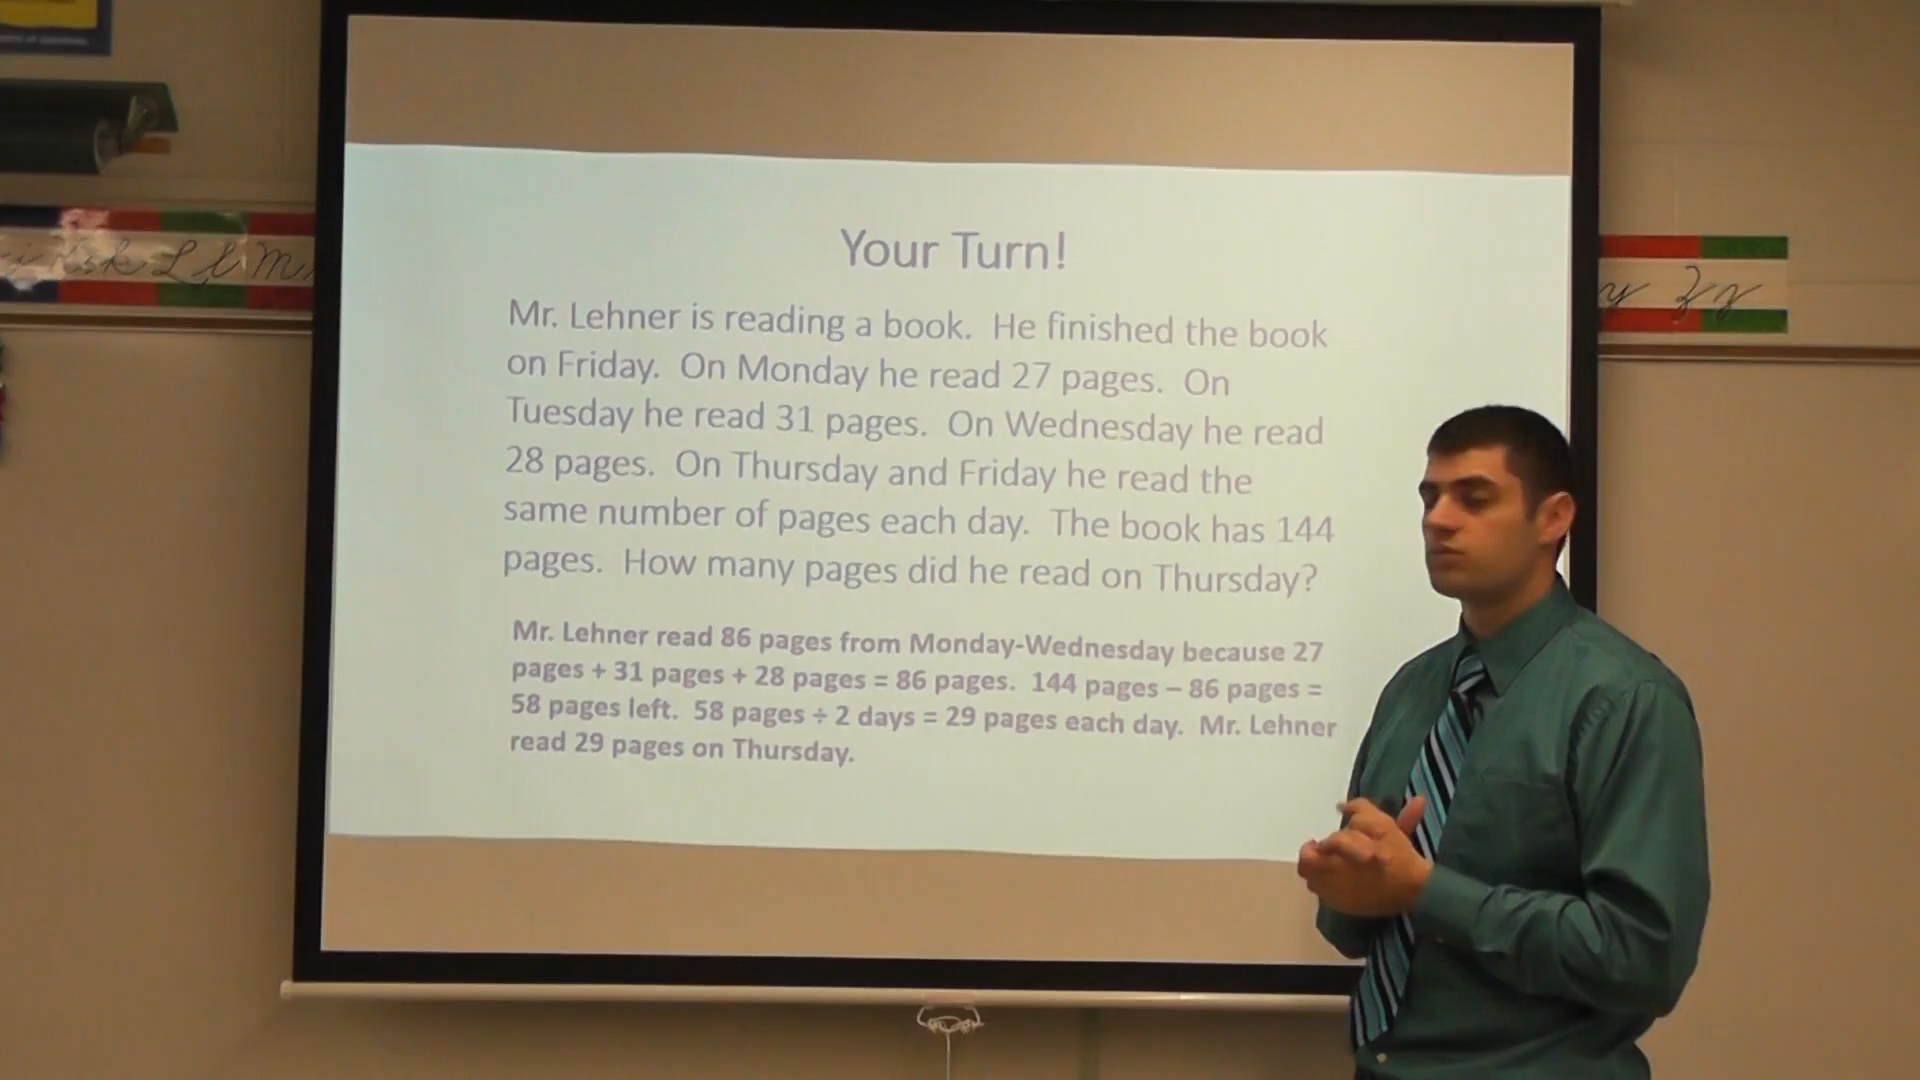 Your Turn!
Mr. Lehner is reading a book. He finished the book
on Friday. On Monday he read 27 pages. On
Tuesday he read 31 pages. On Wednesday he read
28 pages. On Thursday and Friday he read the
same number of pages each day. The book has 144
pages. How many pages did he read on Thursday?
Mr. Lehner read 86 pages from Monday-Wednesday because 27
pages + 31 pages + 28 pages = 86 pages. 144 pages – 86 pages =
58 pages left. 58 pages ÷ 2 days = 29 pages each day. Mr. Lehner
read 29 pages on Thursday.
K k L l M
y Z z